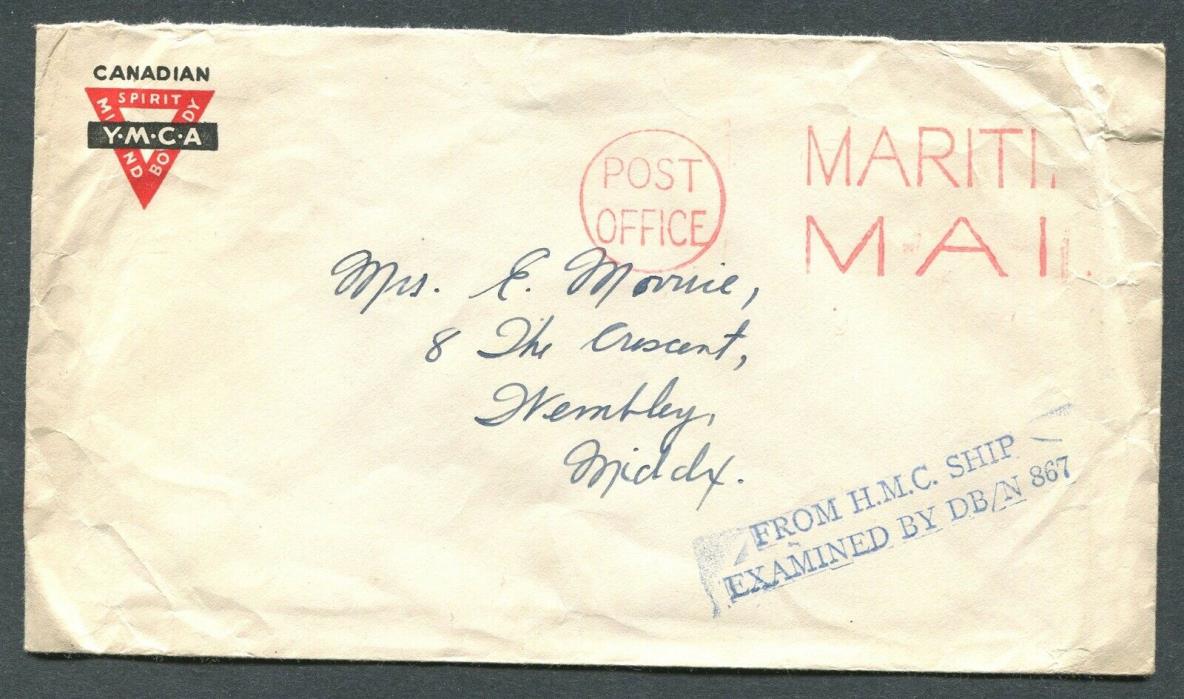 CANADIAN
SPIRIT
MIND
BODY
Y·M·C·A
POST
OFFICE
MARITI
MAI
Mrs. E. Morrie,
8 The Crescent,
Wembley,
Middx.
FROM H.M.C. SHIP
EXAMINED BY DB/N 867